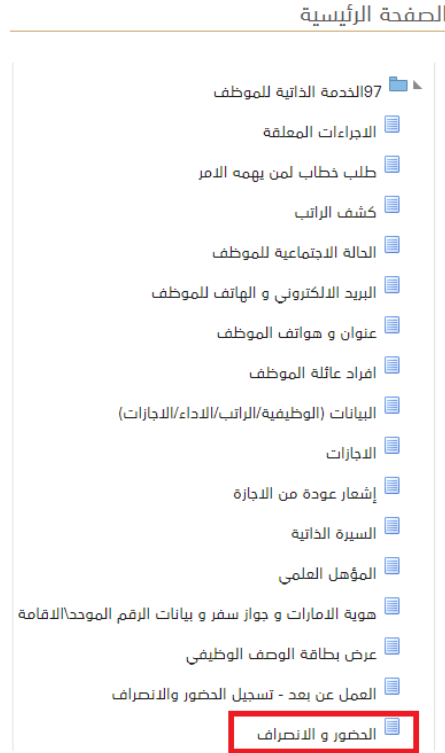 الصفحة الرئيسية
97الخدمة الذاتية للموظف
الاجراءات المعلقة
طلب خطاب لمن يهمه الامر
كشف الراتب
الحالة الاجتماعية للموظف
البريد الالكتروني و الهاتف للموظف
عنوان و هواتف الموظف
افراد عائلة الموظف
البيانات (الوظيفية/الراتب/الاداء/الاجازات)
الاجازات
إشعار عودة من الاجازة
السيرة الذاتية
المؤهل العلمي
هوية الامارات و جواز سفر و بيانات الرقم الموحد\الاقامة
عرض بطاقة الوصف الوظيفي
العمل عن بعد - تسجيل الحضور والانصراف
الحضور و الانصراف